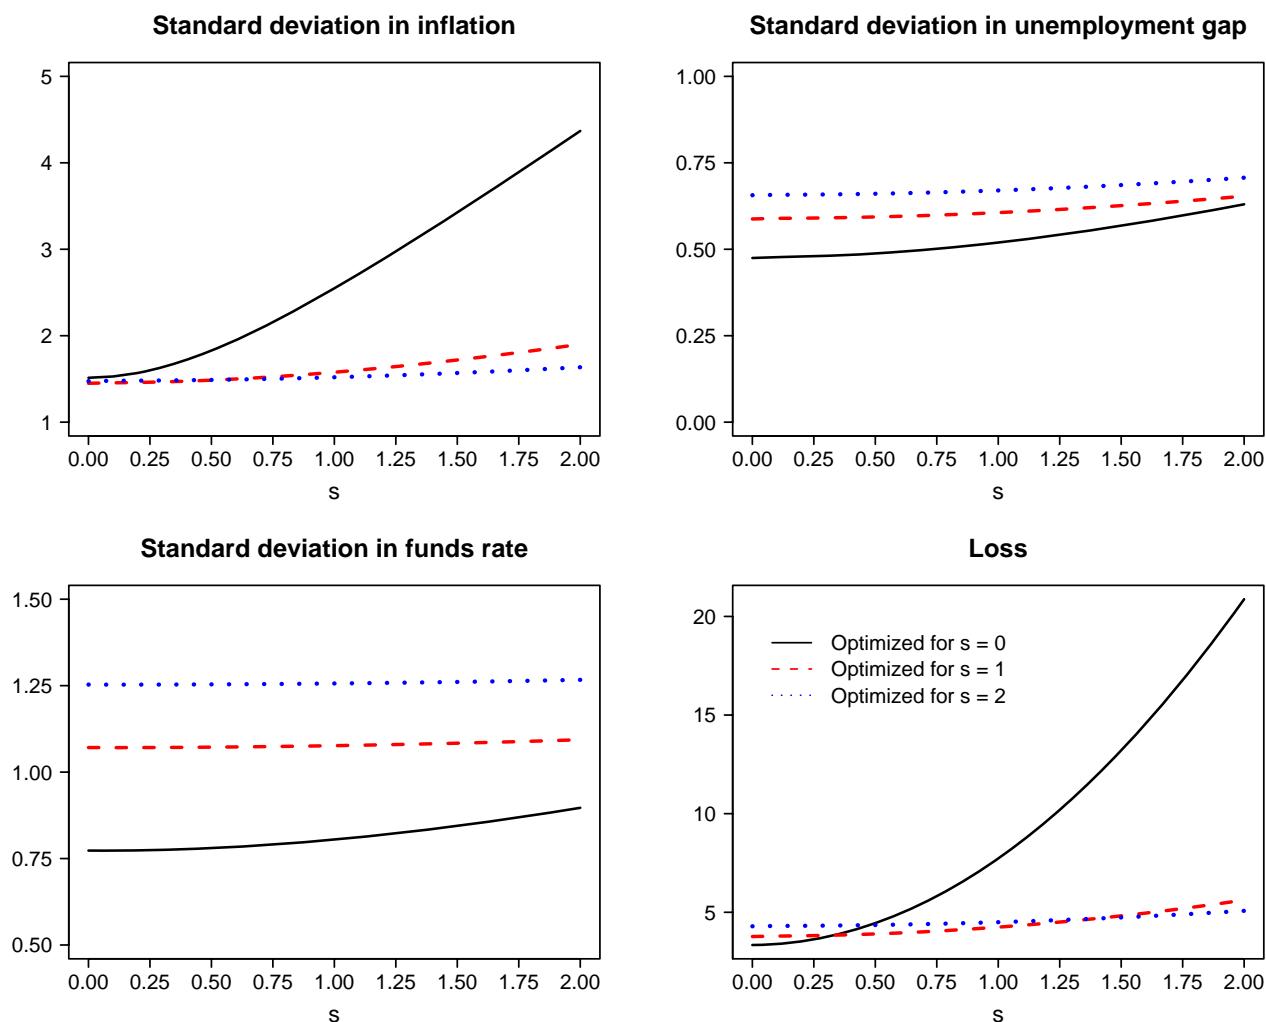 Standard deviation in inflation
5
4
3
2
1
0.00 0.25 0.50 0.75 1.00 1.25 1.50 1.75 2.00
s
Standard deviation in unemployment gap
1.00
0.75
0.50
0.25
0.00
0.00 0.25 0.50 0.75 1.00 1.25 1.50 1.75 2.00
s
Standard deviation in funds rate
1.50
1.25
1.00
0.75
0.50
0.00 0.25 0.50 0.75 1.00 1.25 1.50 1.75 2.00
s
Loss
20
15
10
5
Optimized for s = 0
Optimized for s = 1
Optimized for s = 2
0.00 0.25 0.50 0.75 1.00 1.25 1.50 1.75 2.00
s